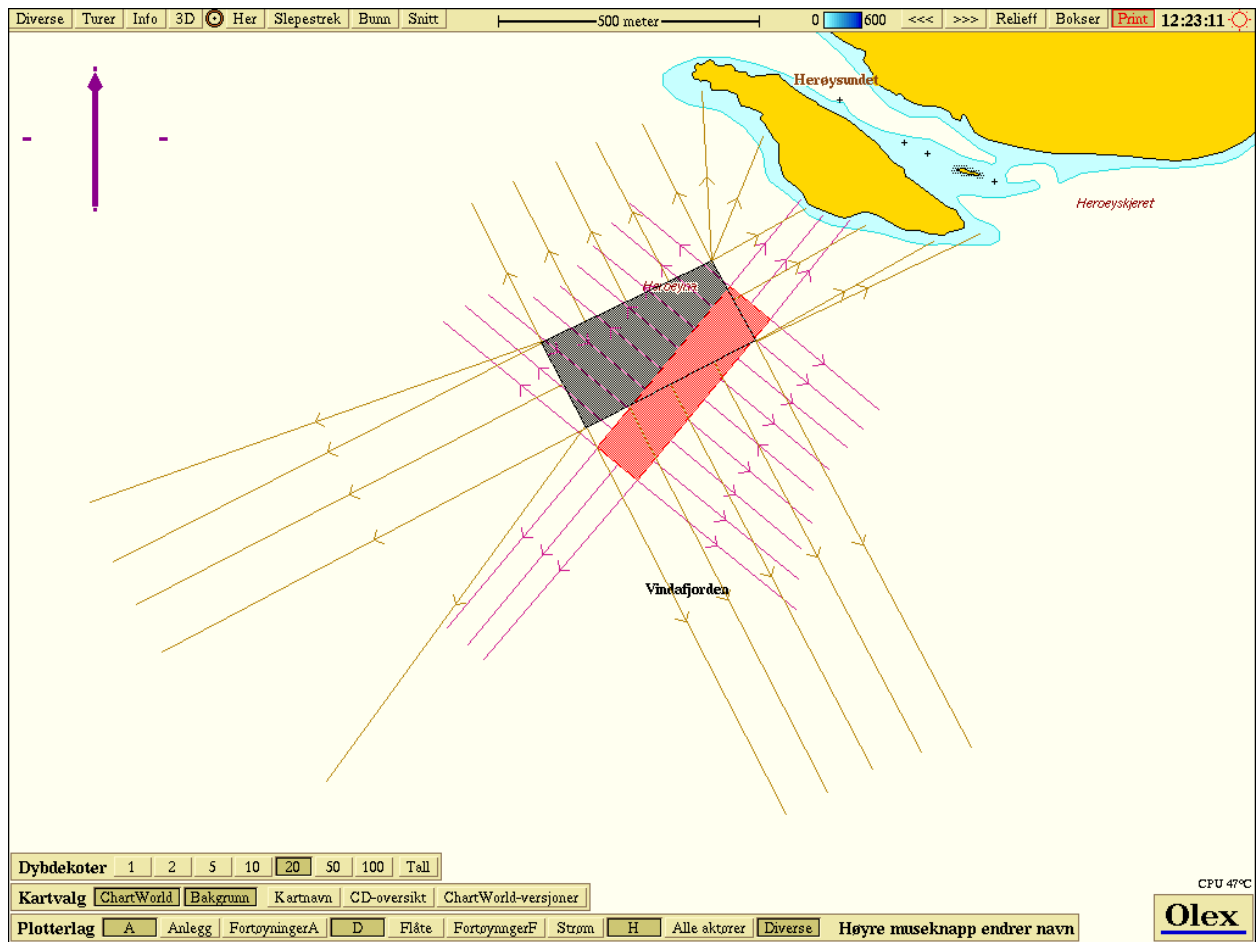 Diverse Turer Info 3D Her Slepestrek Bunn Snitt 500 meter 0 600 <<< >>> Relieff Bokser Print 12:23:11
Herøysundet
Heroeyskjeret
Heroeyna
Vindafjorden
Dybdekoter 1 2 5 10 20 50 100 Tall
CPU 47°C
Kartvalg ChartWorld Bakgrunn Kartnavn CD-oversikt ChartWorld-versjoner
Olex
Plotterlag A Anlegg FortøyningerA D Flåte FortøynngerF Strøm H Alle aktører Diverse Høyre museknapp endrer navn